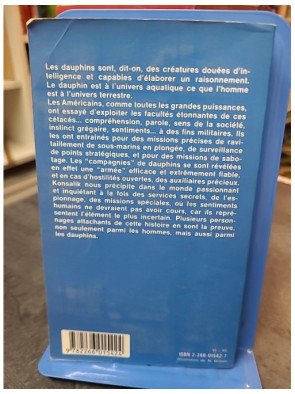 Les dauphins sont, dit-on, des créatures douées d'in-
telligence et capables d'élaborer un raisonnement.
Le dauphin est à l'univers aquatique ce que l'homme
est à l'univers terrestre.
Les Américains, comme toutes les grandes puissances,
ont essayé d'exploiter les facultés étonnantes de ces
cétacés... compréhension, parole, sens de la société,
instinct grégaire, sentiments... à des fins militaires. Ils
les ont entraînés pour des missions précises de ravi-
taillement de sous-marins en plongée, de surveillance
de points stratégiques, et pour des missions de sabo-
tage. Les "compagnies" de dauphins se sont révélées
en effet une "armée" efficace et extrêmement fiable,
et en cas d'hostilités ouvertes, des auxiliaires précieux.
Konsalik nous précipite dans le monde passionnant
et inquiétant à la fois des services secrets, de l'es-
pionnage, des missions spéciales, où les sentiments
humains ne devraient pas avoir cours, car ils repré-
sentent l'élément le plus incertain. Plusieurs person-
nages attachants de cette histoire en sont la preuve,
non seulement parmi les hommes, mais aussi parmi
les dauphins.
9 782266 015424
ISBN 2-266-01542-7